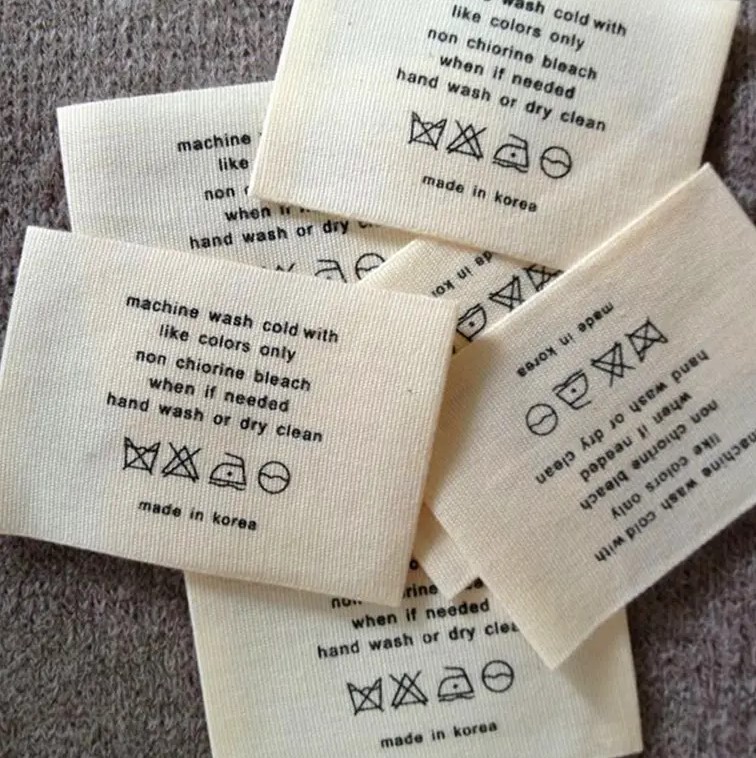 wash cold with
like colors only
non chiorine bleach
when if needed
hand wash or dry clean
made in korea
machine
like
non
when
hand wash or dry
machine wash cold with
like colors only
non chiorine bleach
when if needed
hand wash or dry clean
made in korea
machine wash cold with
like colors only
non chiorine bleach
when if needed
hand wash or dry clean
made in korea
in
when if needed
hand wash or dry
made in korea